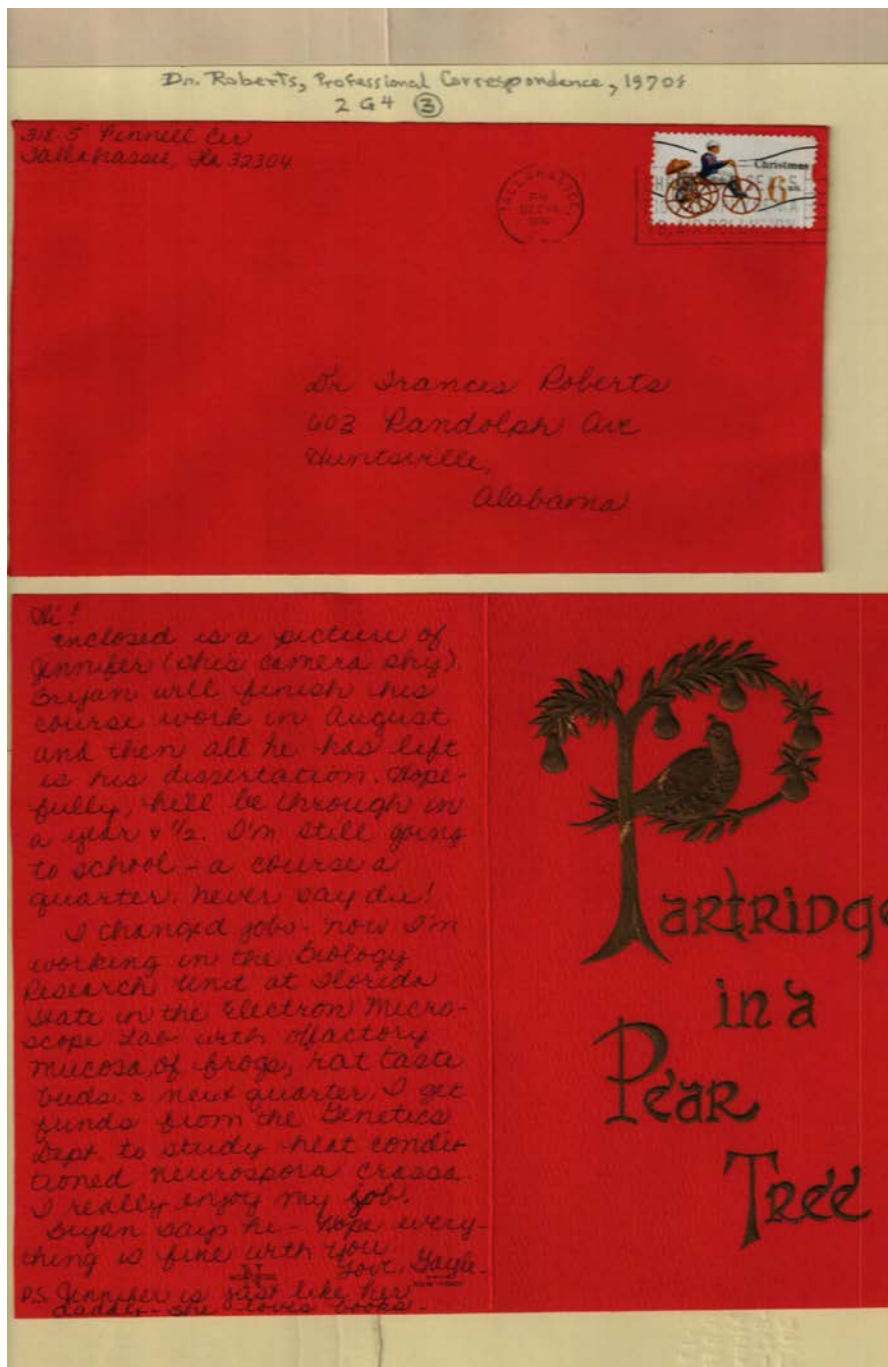 Dr. Roberts, Professional Correspondence, 1970s
2 G 4 ③
318-5 Pennell Cir
Tallahassee, Fla 32304
TALLAHASSEE,
PM
DEC
Christmas
6
Dr Frances Roberts
603 Randolph Ave
Huntsville,
Alabama
Hi!
Enclosed is a picture of
Jennifer (she's camera shy).
Bryan will finish his
course work in August
and then all he has left
is his dissertation. Hope-
fully, he'll be through in
a year & 1/2. I'm still going
to school - a course a
quarter. Never say die!
I changed jobs - now I'm
working in the Biology
Research Unit at Florida
State in the Electron Micro-
scope Lab with olfactory
mucosa of frogs, rat taste
buds, & next quarter, I get
funds from the Genetics
Dept. to study heat condi-
tioned neurospora crassa.
I really enjoy my job.
Bryan says hi - Hope every-
thing is fine with you
Love, Gayle.
N
P.S. Jennifer is just like her
daddy - she loves books.
Partridge
in a
Pear
Tree